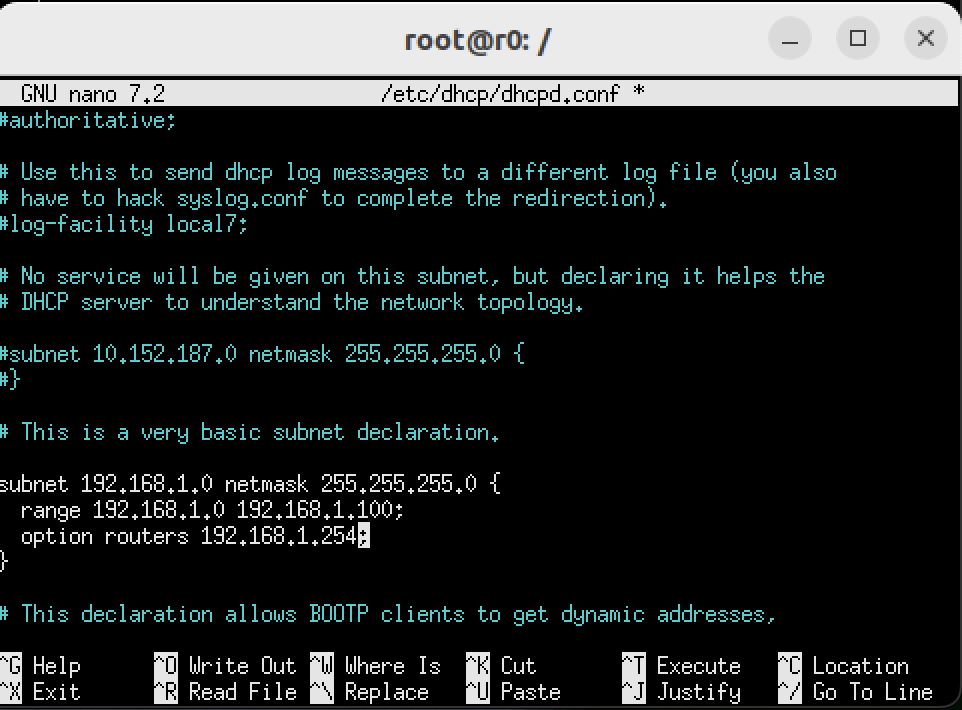 root@r0: /
GNU nano 7.2 /etc/dhcp/dhcpd.conf *
#authoritative;
# Use this to send dhcp log messages to a different log file (you also
# have to hack syslog.conf to complete the redirection).
#log-facility local7;
# No service will be given on this subnet, but declaring it helps the
# DHCP server to understand the network topology.
#subnet 10.152.187.0 netmask 255.255.255.0 {
#}
# This is a very basic subnet declaration.
subnet 192.168.1.0 netmask 255.255.255.0 {
range 192.168.1.0 192.168.1.100;
option routers 192.168.1.254;
}
# This declaration allows BOOTP clients to get dynamic addresses,
^G Help ^O Write Out ^W Where Is ^K Cut ^T Execute ^C Location
^X Exit ^R Read File ^\ Replace ^U Paste ^J Justify ^/ Go To Line